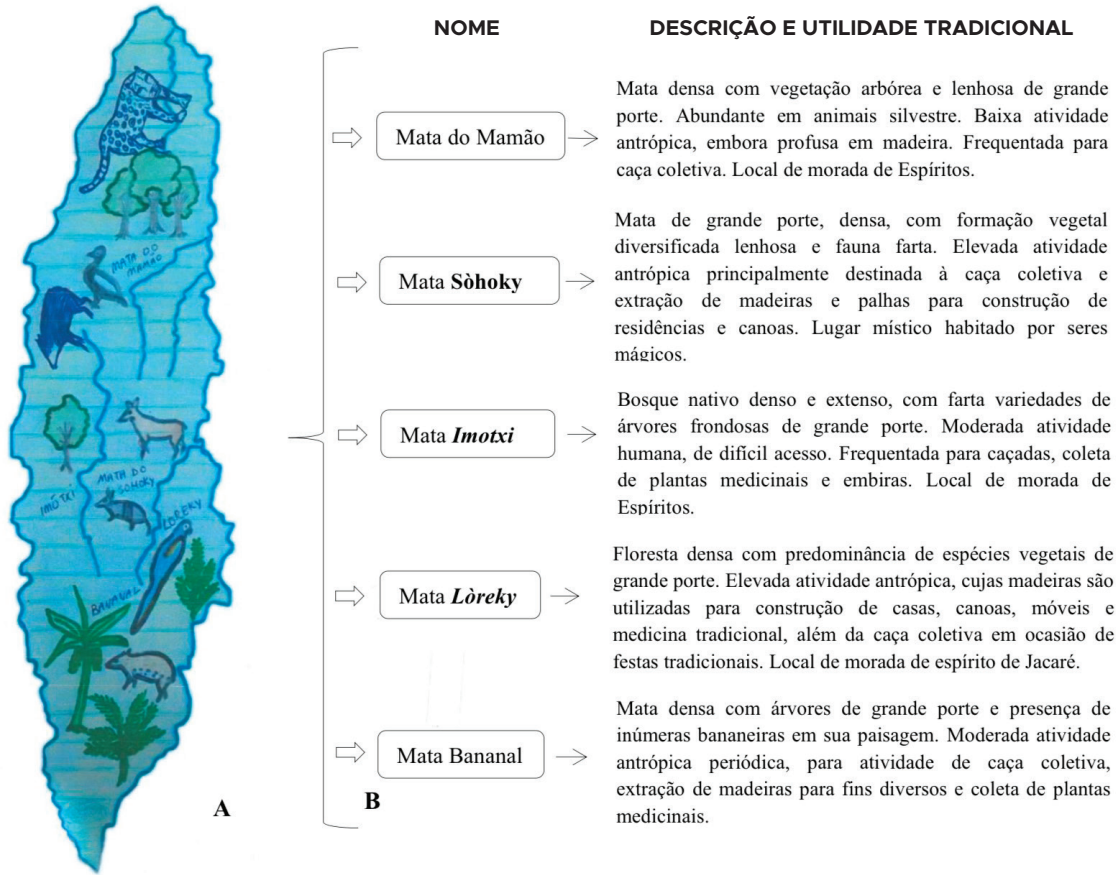 NOME
DESCRIÇÃO E UTILIDADE TRADICIONAL
MATA DO
MAMÃO
IMÓTXI
MATA DO
SOHOKY
LOREKY
BANANAL
A
B
Mata do Mamão
Mata densa com vegetação arbórea e lenhosa de grande
porte. Abundante em animais silvestre. Baixa atividade
antrópica, embora profusa em madeira. Frequentada para
caça coletiva. Local de morada de Espíritos.
Mata Sòhoky
Mata de grande porte, densa, com formação vegetal
diversificada lenhosa e fauna farta. Elevada atividade
antrópica principalmente destinada à caça coletiva e
extração de madeiras e palhas para construção de
residências e canoas. Lugar místico habitado por seres
mágicos.
Mata Imotxi
Bosque nativo denso e extenso, com farta variedades de
árvores frondosas de grande porte. Moderada atividade
humana, de difícil acesso. Frequentada para caçadas, coleta
de plantas medicinais e embiras. Local de morada de
Espíritos.
Mata Lòreky
Floresta densa com predominância de espécies vegetais de
grande porte. Elevada atividade antrópica, cujas madeiras são
utilizadas para construção de casas, canoas, móveis e
medicina tradicional, além da caça coletiva em ocasião de
festas tradicionais. Local de morada de espírito de Jacaré.
Mata Bananal
Mata densa com árvores de grande porte e presença de
inúmeras bananeiras em sua paisagem. Moderada atividade
antrópica periódica, para atividade de caça coletiva,
extração de madeiras para fins diversos e coleta de plantas
medicinais.